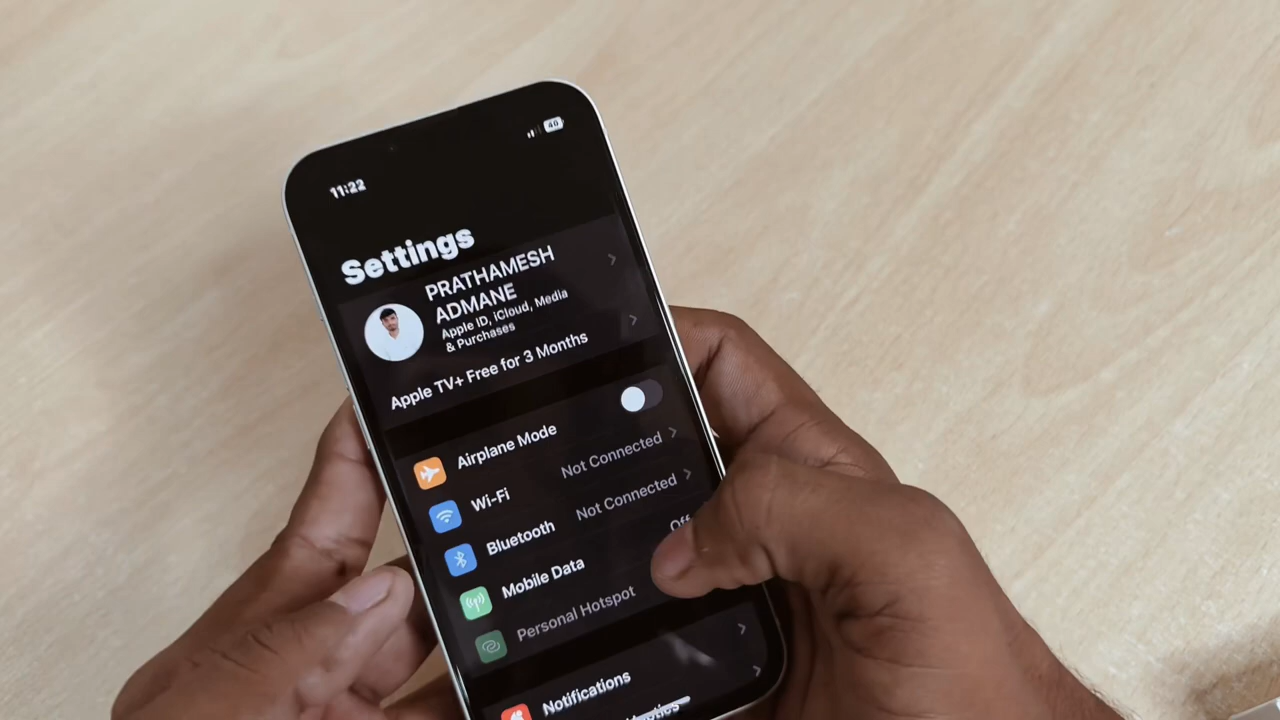 11:22
40
Settings
PRATHAMESH
ADMANE
Apple ID, iCloud, Media
& Purchases
Apple TV+ Free for 3 Months
Airplane Mode
Wi-Fi Not Connected
Bluetooth Not Connected
Mobile Data Off
Personal Hotspot
Notifications